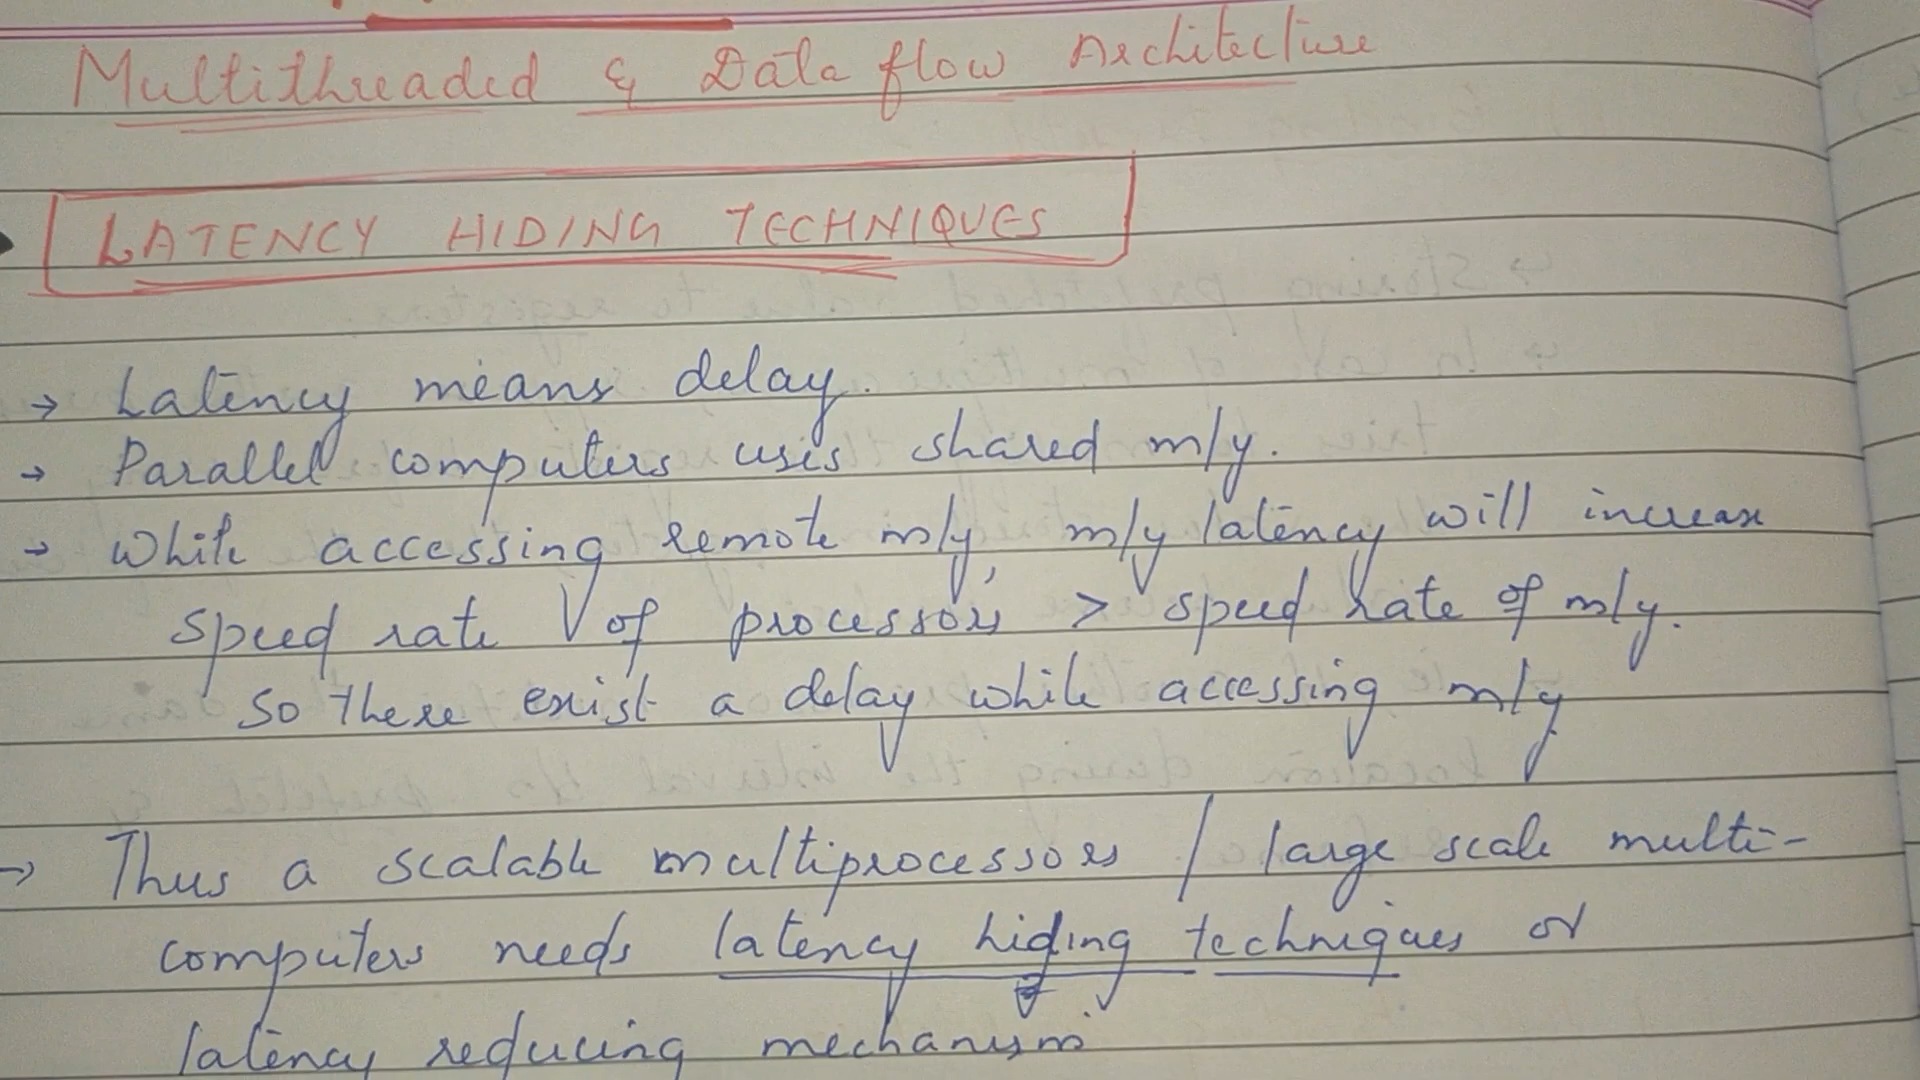 Multithreaded & Data flow Architecture
LATENCY HIDING TECHNIQUES
→ Latency means delay.
→ Parallel computers uses shared m/y.
→ While accessing remote m/y, m/y latency will increase
speed rate of processors > speed rate of m/y.
so there exist a delay while accessing m/y
→ Thus a scalable multiprocessors / large scale multi-
computers needs latency hiding techniques or
latency reducing mechanism